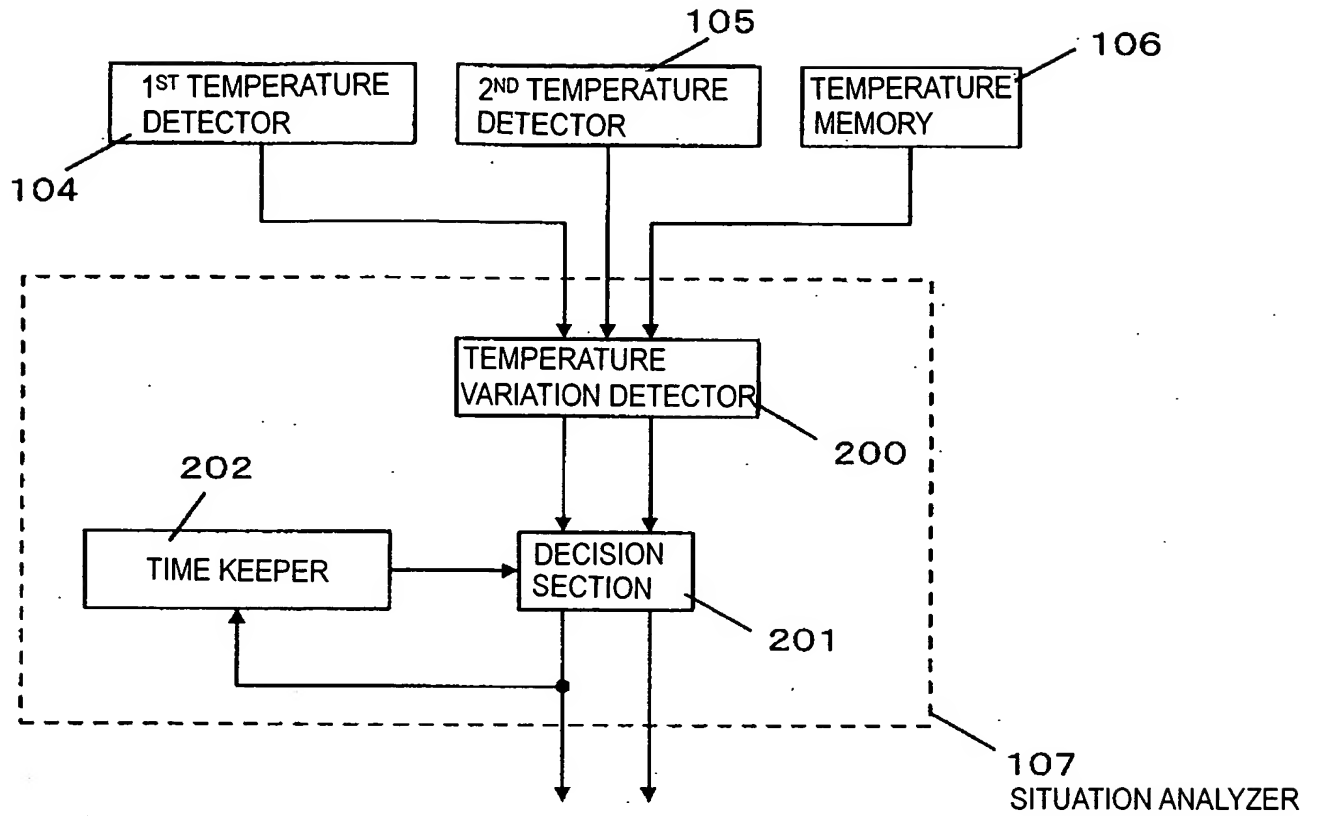 105
106
1ST TEMPERATURE
DETECTOR
2ND TEMPERATURE
DETECTOR
TEMPERATURE
MEMORY
104
TEMPERATURE
VARIATION DETECTOR
200
202
TIME KEEPER
DECISION
SECTION
201
107
SITUATION ANALYZER